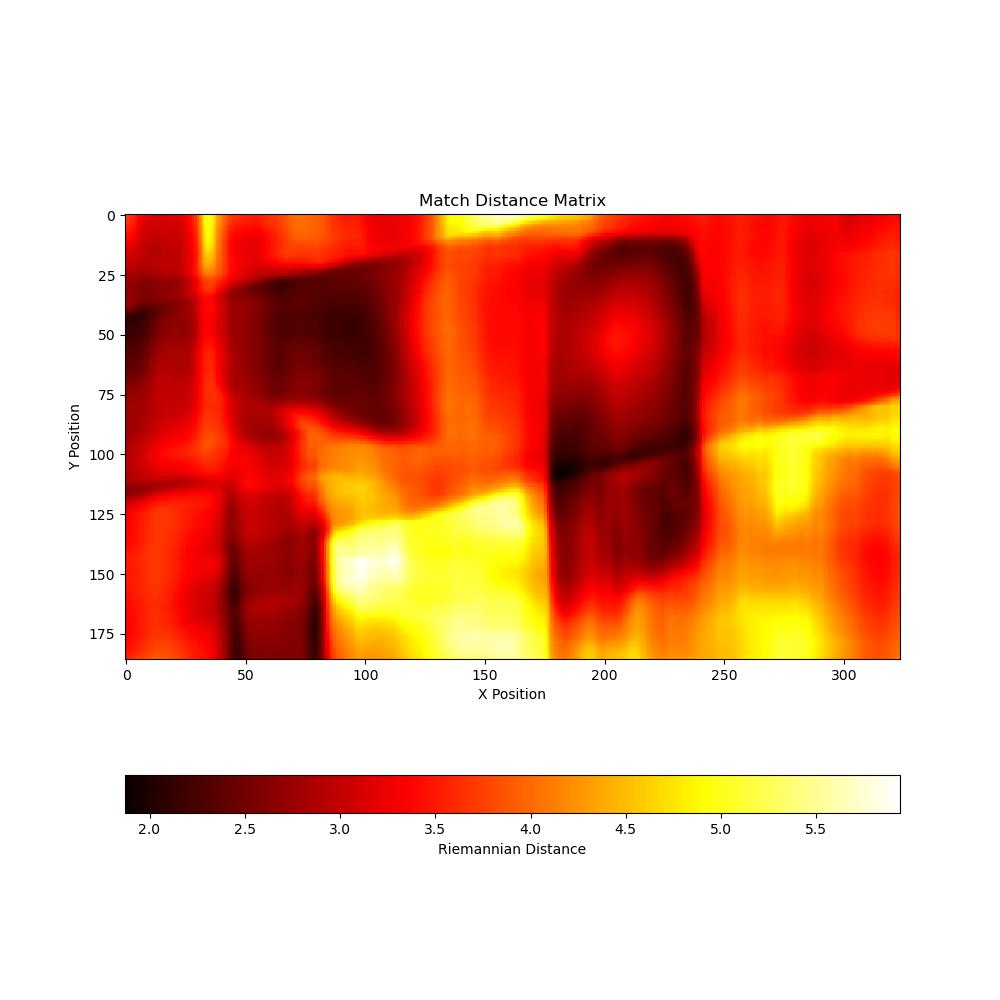 Match Distance Matrix
0
25
50
75
100
125
150
175
Y Position
0 50 100 150 200 250 300
X Position
2.0 2.5 3.0 3.5 4.0 4.5 5.0 5.5
Riemannian Distance